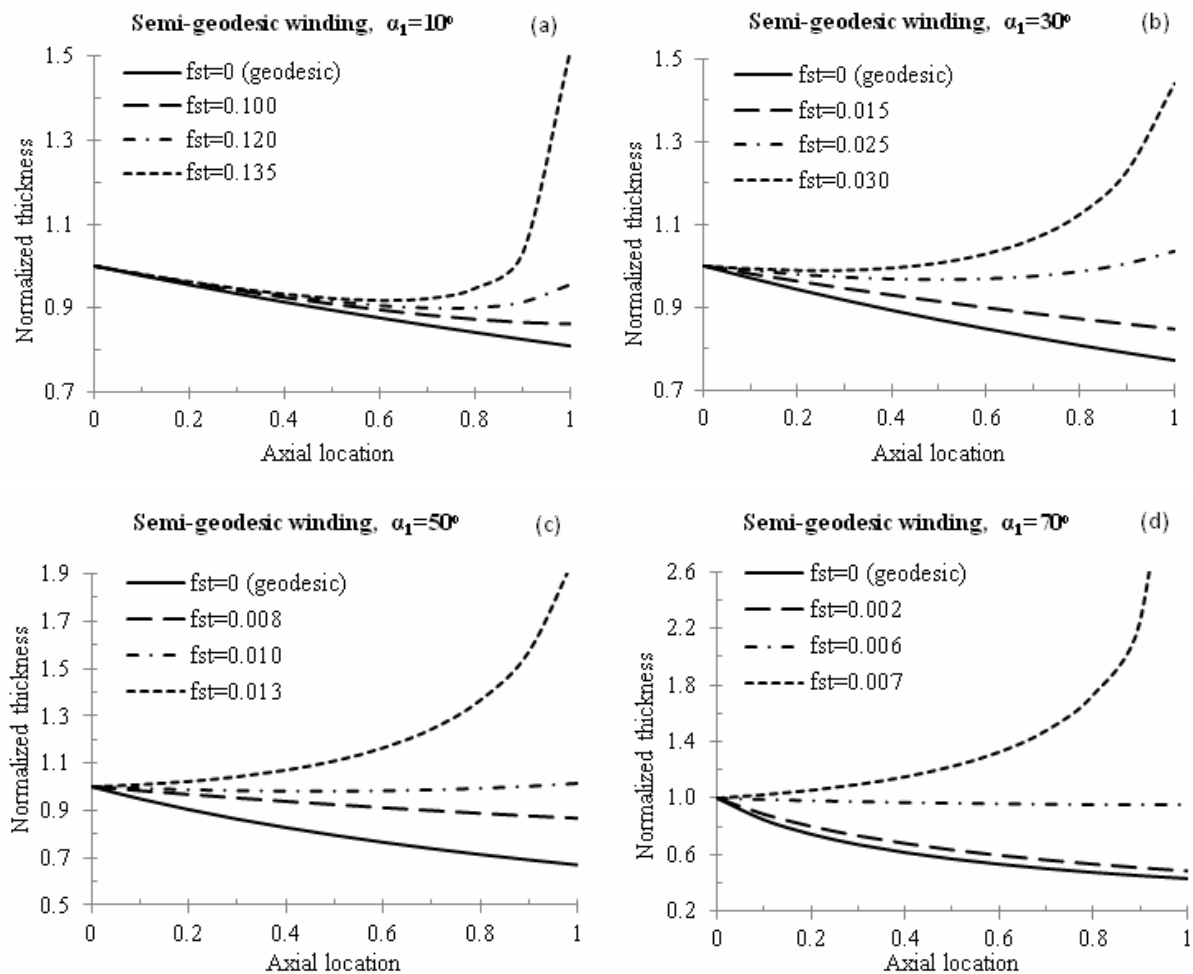 Semi-geodesic winding, α₁=10° (a)
fst=0 (geodesic)
fst=0.100
fst=0.120
fst=0.135
Normalized thickness
1.5
1.3
1.1
0.9
0.7
0 0.2 0.4 0.6 0.8 1
Axial location
Semi-geodesic winding, α₁=30° (b)
fst=0 (geodesic)
fst=0.015
fst=0.025
fst=0.030
Normalized thickness
1.5
1.3
1.1
0.9
0.7
0 0.2 0.4 0.6 0.8 1
Axial location
Semi-geodesic winding, α₁=50° (c)
fst=0 (geodesic)
fst=0.008
fst=0.010
fst=0.013
Normalized thickness
1.9
1.7
1.5
1.3
1.1
0.9
0.7
0.5
0 0.2 0.4 0.6 0.8 1
Axial location
Semi-geodesic winding, α₁=70° (d)
fst=0 (geodesic)
fst=0.002
fst=0.006
fst=0.007
Normalized thickness
2.6
2.2
1.8
1.4
1.0
0.6
0.2
0 0.2 0.4 0.6 0.8 1
Axial location